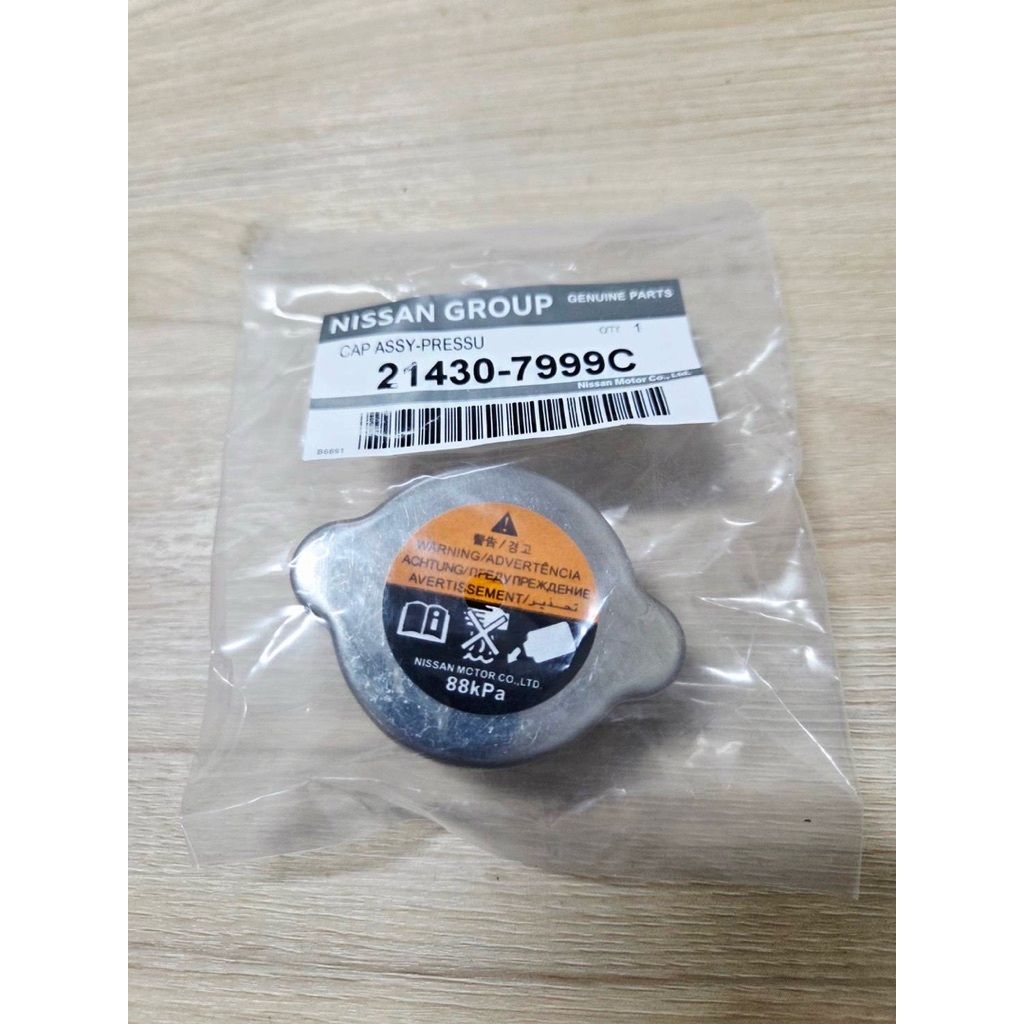 NISSAN GROUP GENUINE PARTS
CAP ASSY-PRESSU QTY 1
21430-7999C
Nissan Motor Co., Ltd.
B6861
警告/경고
WARNING/ADVERTÊNCIA
ACHTUNG/ПРЕДУПРЕЖДЕНИЕ
AVERTISSEMENT/تحذير
NISSAN MOTOR CO.,LTD
88kPa